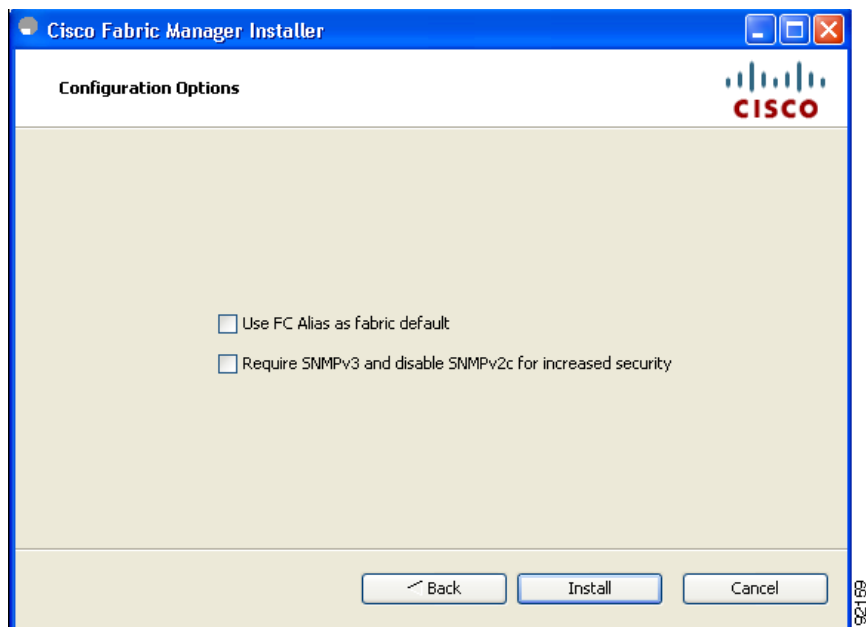 Cisco Fabric Manager Installer
Configuration Options
CISCO
Use FC Alias as fabric default
Require SNMPv3 and disable SNMPv2c for increased security
Back
Install
Cancel
92169